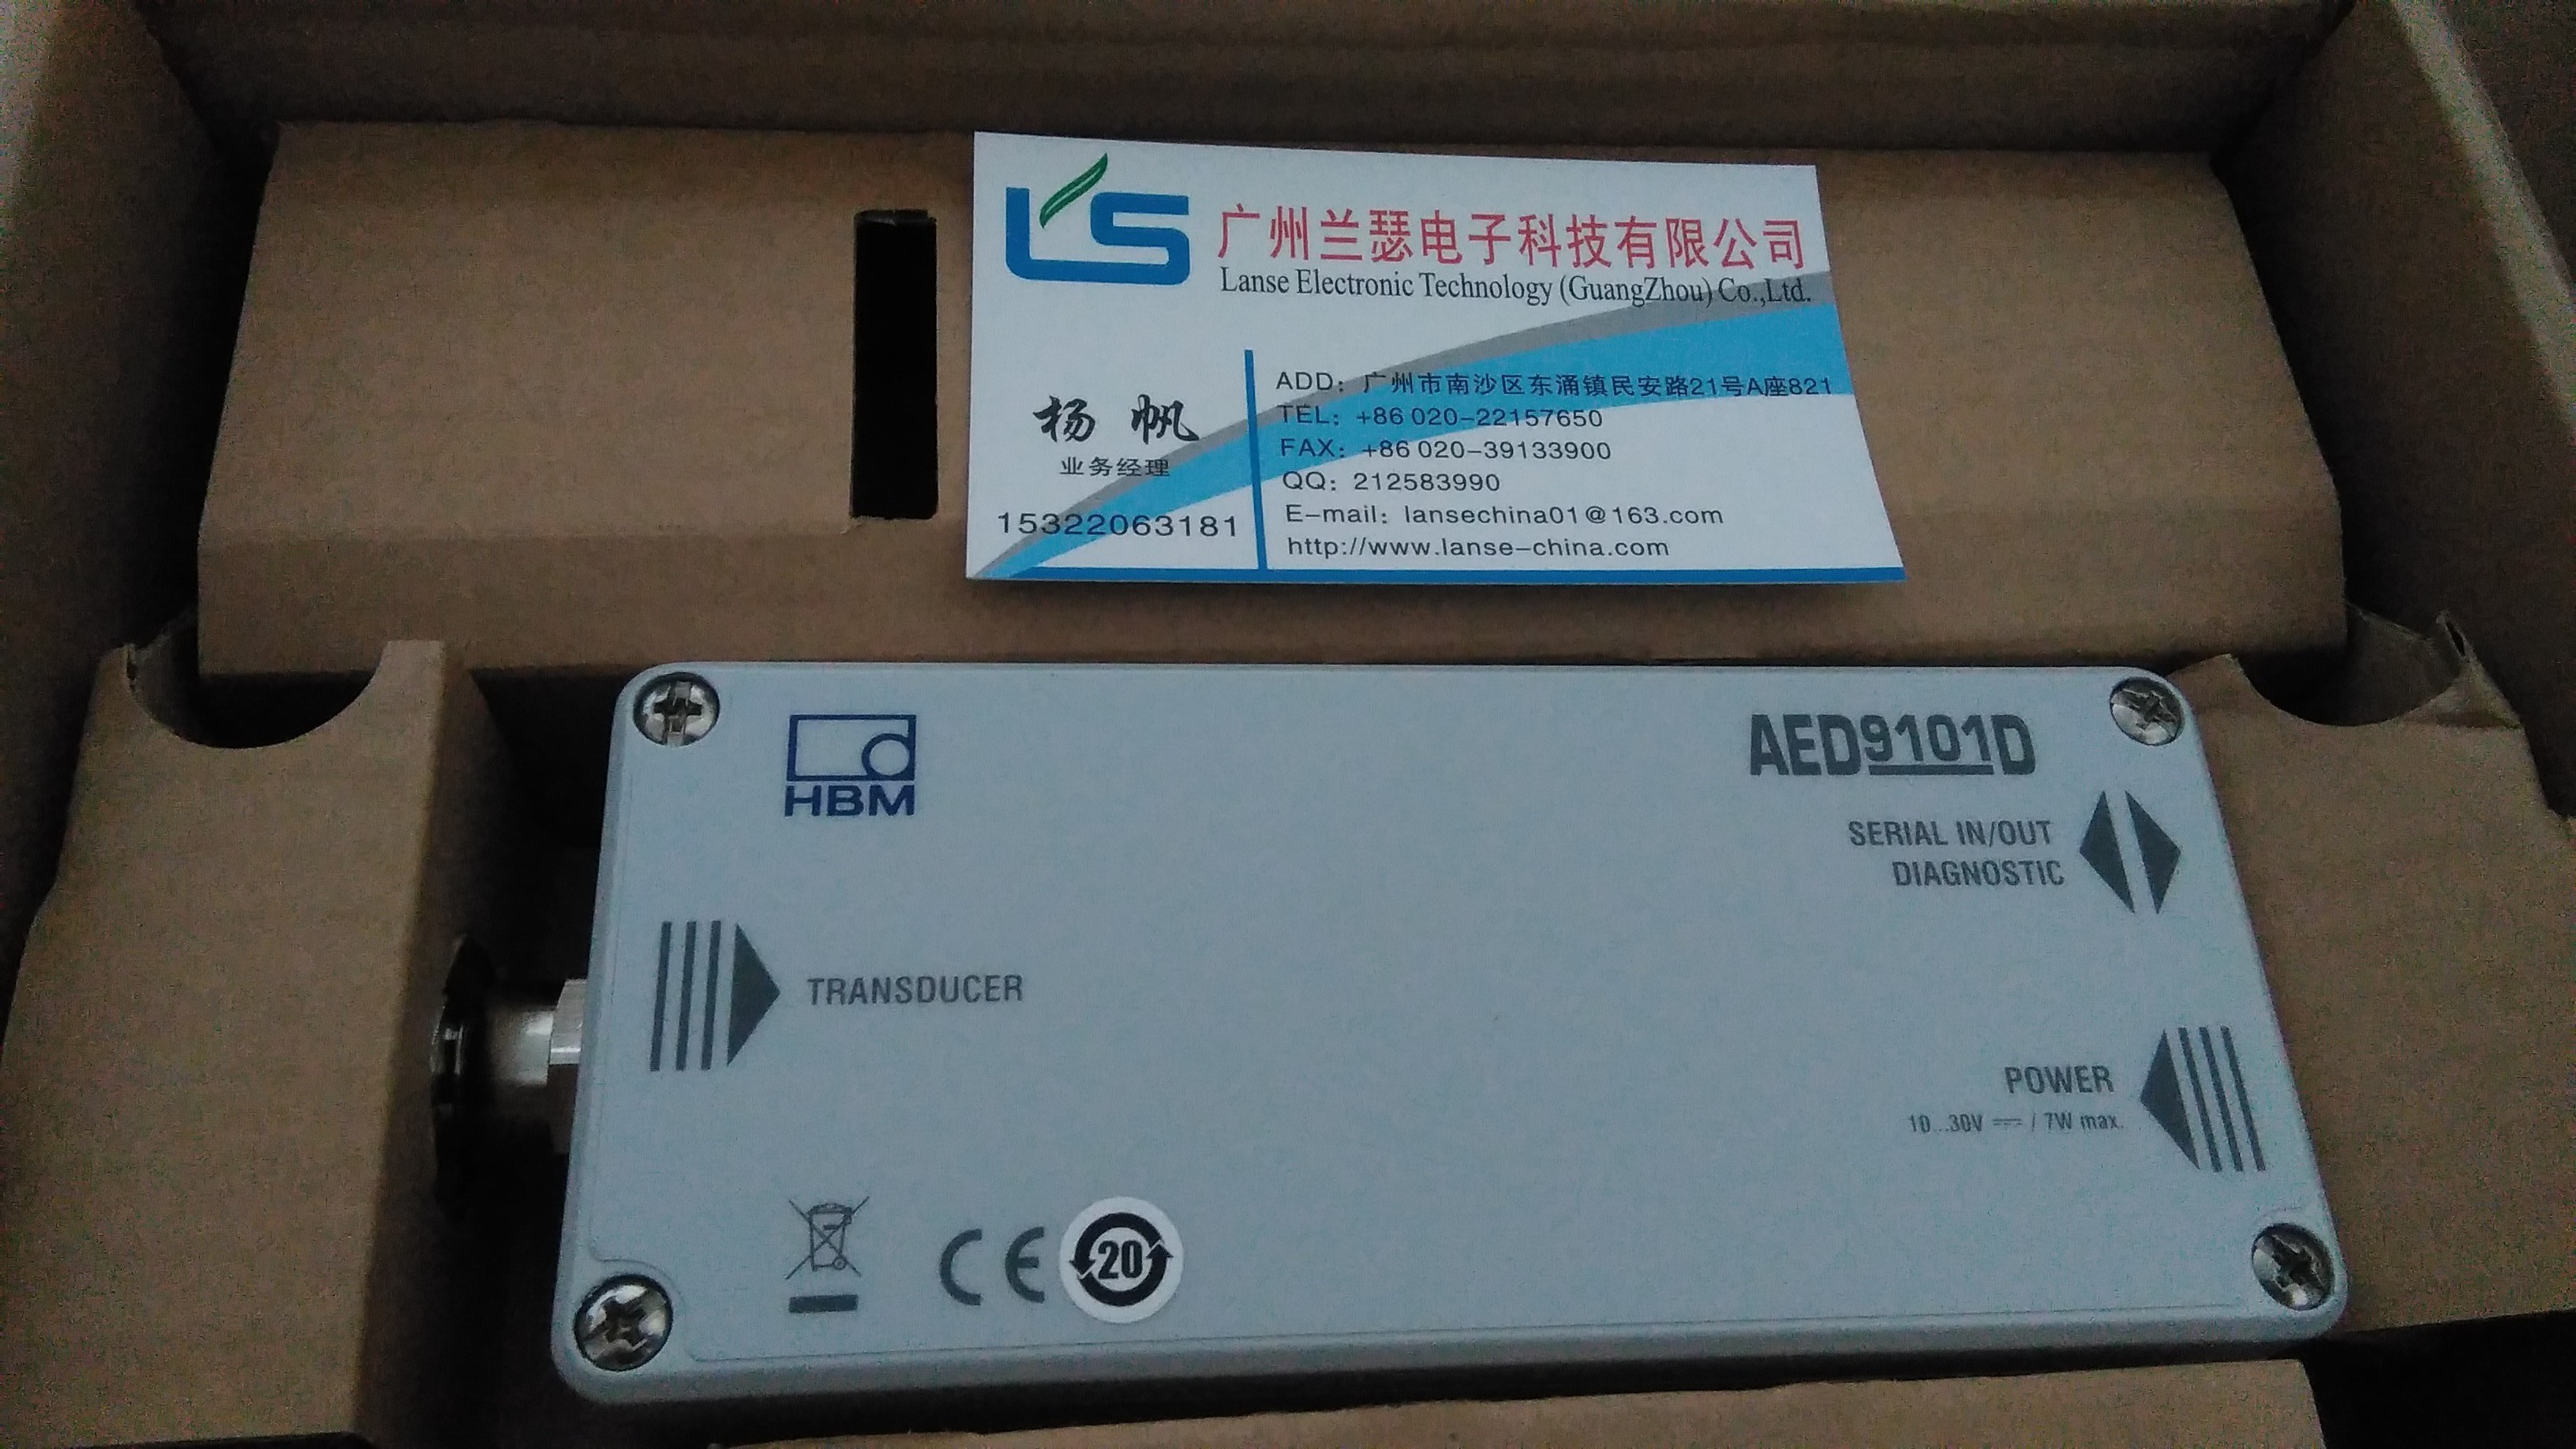 LS
广州兰瑟电子科技有限公司
Lanse Electronic Technology (GuangZhou) Co.,Ltd.
杨 帆
业务经理
15322063181
ADD：广州市南沙区东涌镇民安路21号A座821
TEL：+86 020-22157650
FAX：+86 020-39133900
QQ：212583990
E-mail：lansechina01@163.com
http://www.lanse-china.com
HBM
AED9101D
SERIAL IN/OUT
DIAGNOSTIC
TRANSDUCER
POWER
10...30V ⎓ / 7W max.
CE
20